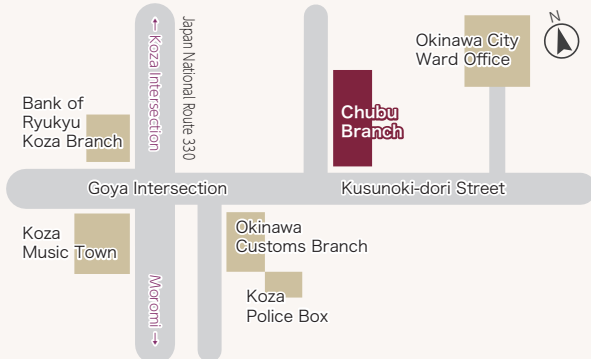 N
Okinawa City
Ward Office
← Koza Intersection
Japan National Route 330
Bank of
Ryukyu
Koza Branch
Chubu
Branch
Goya Intersection
Kusunoki-dori Street
Koza
Music Town
Okinawa
Customs Branch
Koza
Police Box
Moromi →